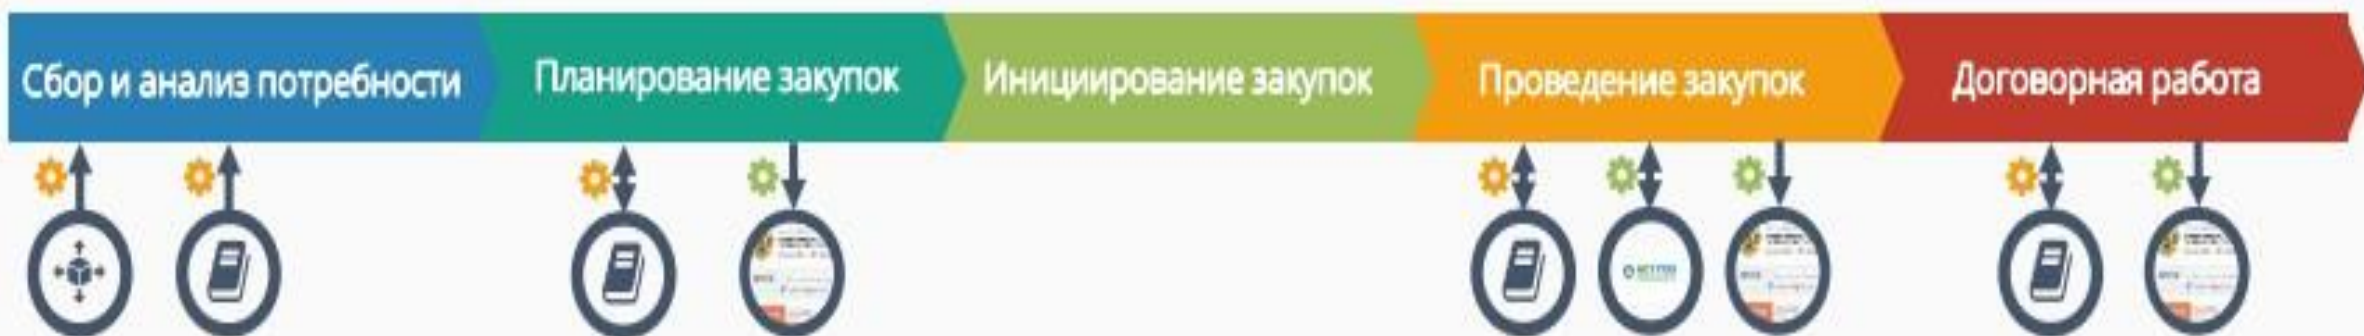 Сбор и анализ потребности
Планирование закупок
Инициирование закупок
Проведение закупок
Договорная работа